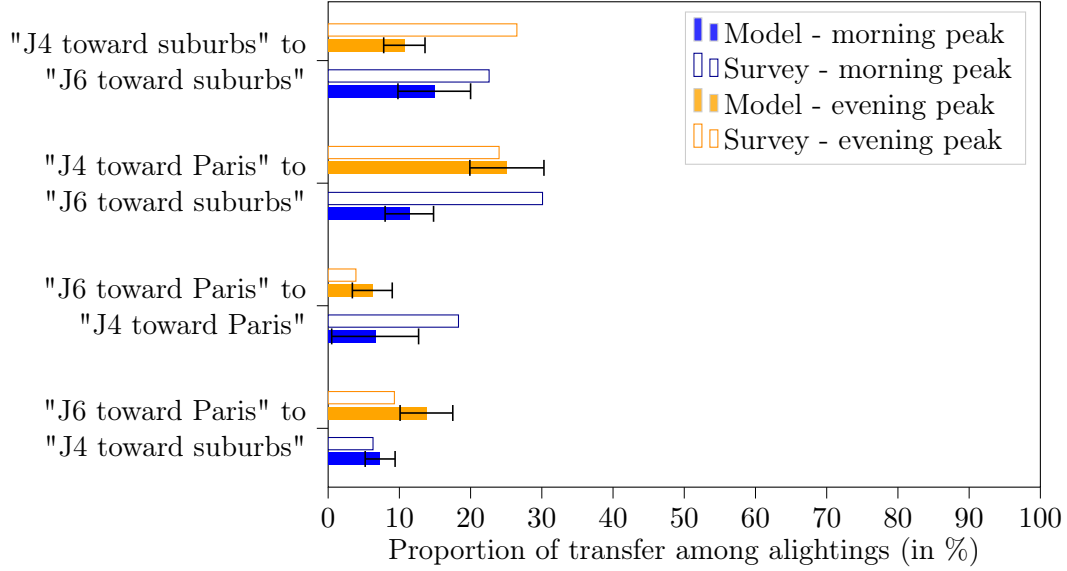 "J4 toward suburbs" to
"J6 toward suburbs"
"J4 toward Paris" to
"J6 toward suburbs"
"J6 toward Paris" to
"J4 toward Paris"
"J6 toward Paris" to
"J4 toward suburbs"
Model - morning peak
Survey - morning peak
Model - evening peak
Survey - evening peak
0 10 20 30 40 50 60 70 80 90 100
Proportion of transfer among alightings (in %)